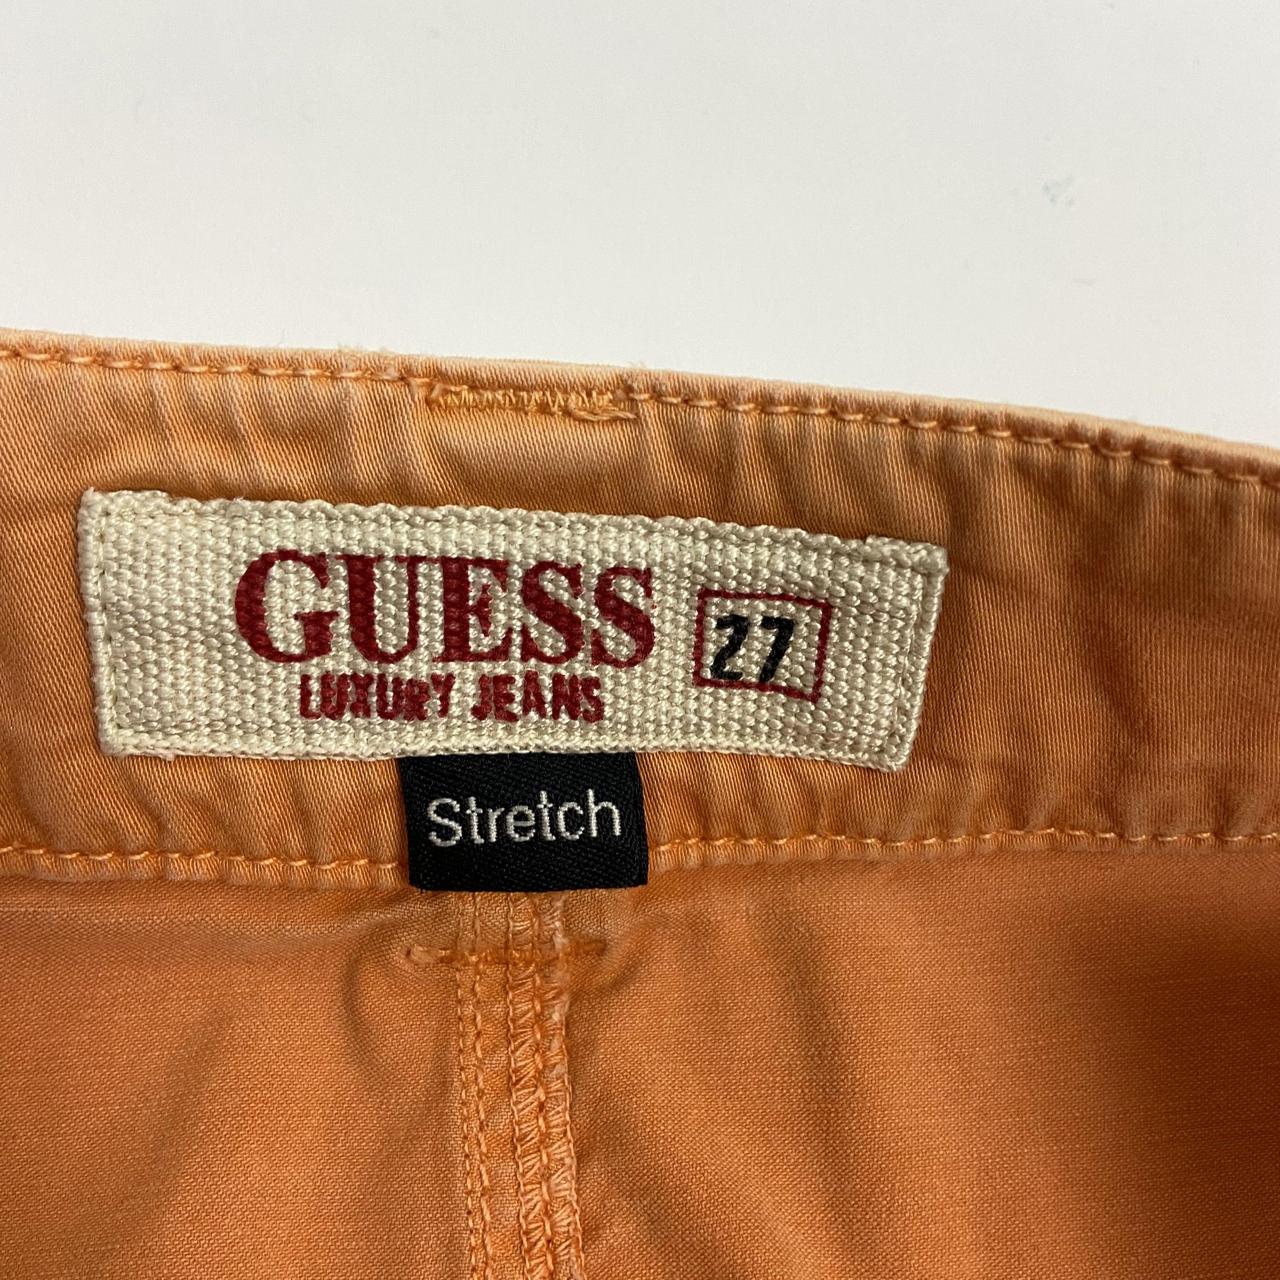 GUESS 27
LUXURY JEANS
Stretch